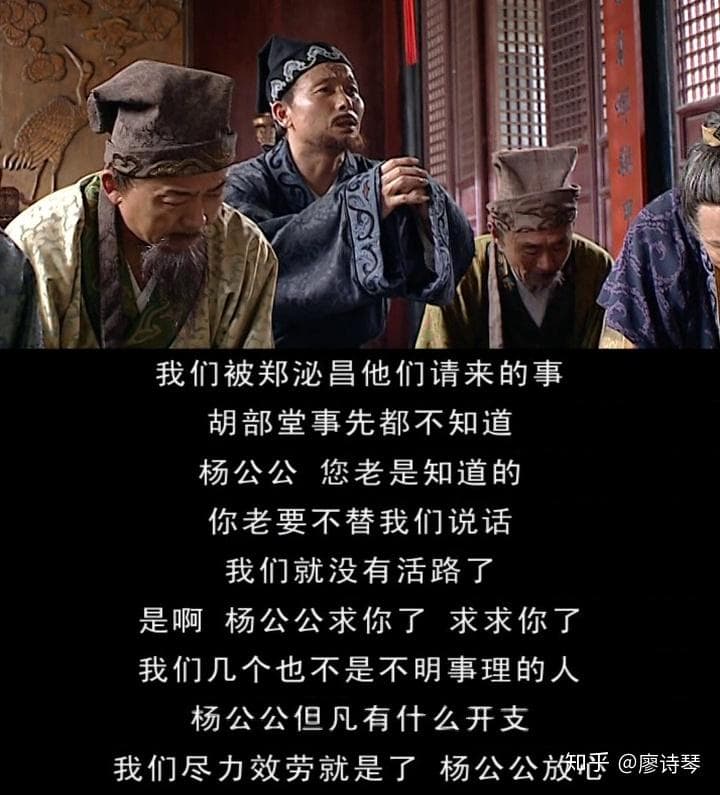 我们被郑泌昌他们请来的事
胡部堂事先都不知道
杨公公 您老是知道的
你老要不替我们说话
我们就没有活路了
是啊 杨公公求你了 求求你了
我们几个也不是不明事理的人
杨公公但凡有什么开支
我们尽力效劳就是了 杨公公放心
知乎 @廖诗琴